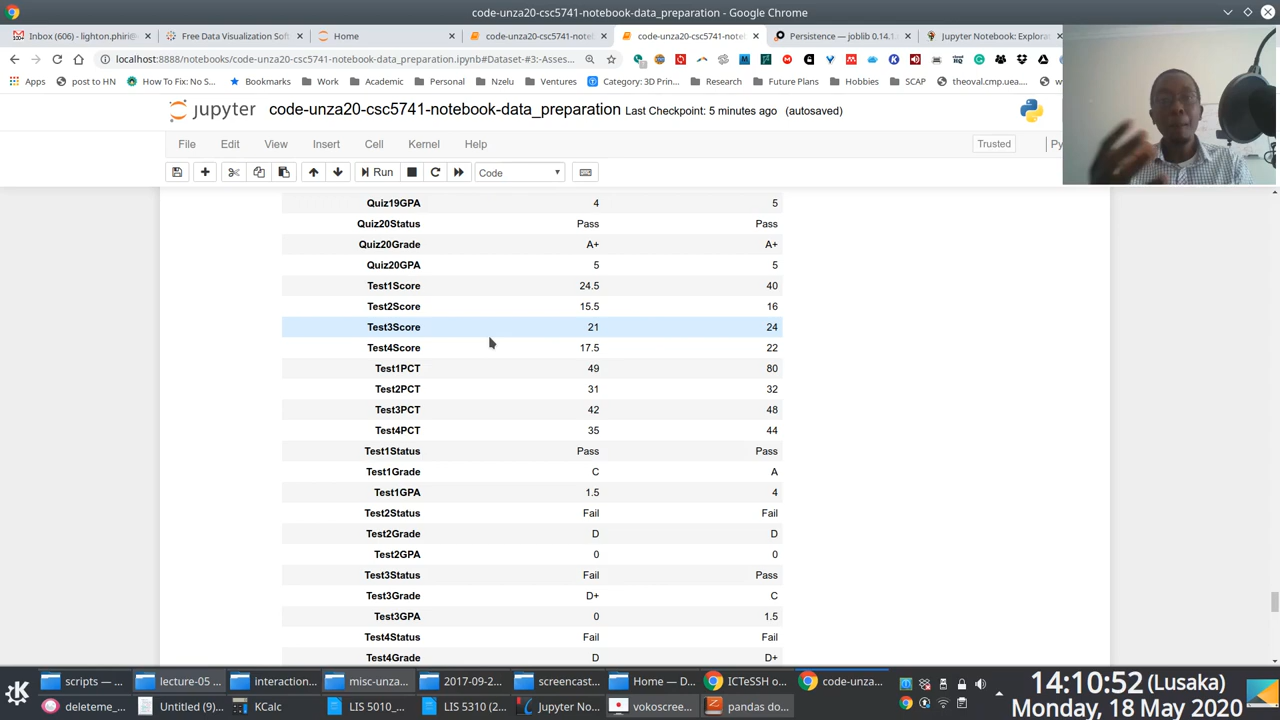 code-unza20-csc5741-notebook-data_preparation - Google Chrome
Inbox (606) - lighton.phiri@
Free Data Visualization Sof
Home
code-unza20-csc5741-note
code-unza20-csc5741-note
Persistence — joblib 0.14.1.
Jupyter Notebook: Explorat
localhost:8888/notebooks/code-unza20-csc5741-notebook-data_preparation.ipynb#Dataset-#3:-Asses...
Apps
post to HN
How To Fix: No S...
Bookmarks
Work
Academic
Personal
Nzelu
Ventures
Category: 3D Prin...
Research
Future Plans
Hobbies
SCAP
theoval.cmp.uea...
jupyter code-unza20-csc5741-notebook-data_preparation Last Checkpoint: 5 minutes ago (autosaved)
File Edit View Insert Cell Kernel Help
Trusted
Py
Run
Code
Quiz19GPA 4 5
Quiz20Status Pass Pass
Quiz20Grade A+ A+
Quiz20GPA 5 5
Test1Score 24.5 40
Test2Score 15.5 16
Test3Score 21 24
Test4Score 17.5 22
Test1PCT 49 80
Test2PCT 31 32
Test3PCT 42 48
Test4PCT 35 44
Test1Status Pass Pass
Test1Grade C A
Test1GPA 1.5 4
Test2Status Fail Fail
Test2Grade D D
Test2GPA 0 0
Test3Status Fail Pass
Test3Grade D+ C
Test3GPA 0 1.5
Test4Status Fail Fail
Test4Grade D D+
scripts — ...
lecture-05 ...
interaction...
misc-unza...
2017-09-2...
screencast...
Home — D...
ICTeSSH o...
code-unza...
deleteme_...
Untitled (9)...
KCalc
LIS 5010_...
LIS 5310 (2...
Jupyter No...
vokoscree...
pandas do...
14:10:52 (Lusaka)
Monday, 18 May 2020